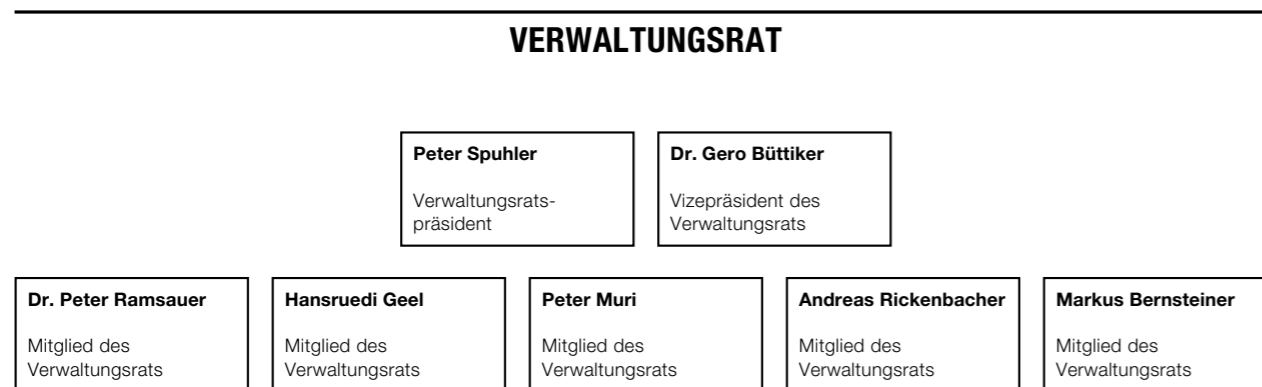 VERWALTUNGSRAT
Peter Spuhler
Verwaltungsrats-
präsident
Dr. Gero Büttiker
Vizepräsident des
Verwaltungsrats
Dr. Peter Ramsauer
Mitglied des
Verwaltungsrats
Hansruedi Geel
Mitglied des
Verwaltungsrats
Peter Muri
Mitglied des
Verwaltungsrats
Andreas Rickenbacher
Mitglied des
Verwaltungsrats
Markus Bernsteiner
Mitglied des
Verwaltungsrats